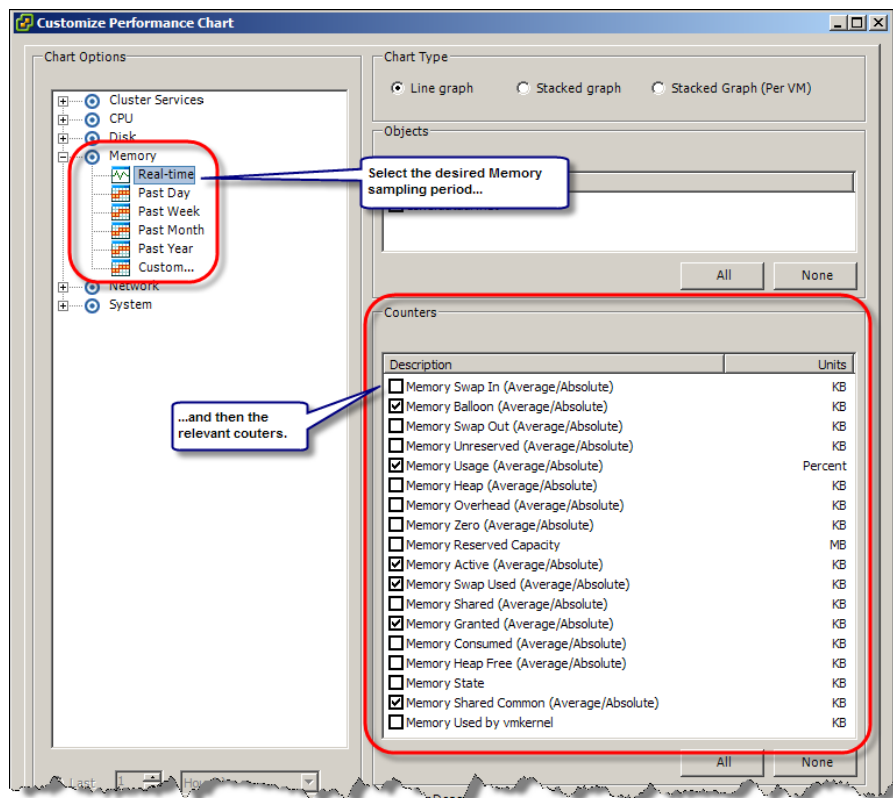 Customize Performance Chart
Chart Options
Cluster Services
CPU
Disk
Memory
Real-time
Past Day
Past Week
Past Month
Past Year
Custom...
Network
System
Last 1
Chart Type
Line graph Stacked graph Stacked Graph (Per VM)
Objects
Select the desired Memory
sampling period...
All None
Counters
Description Units
Memory Swap In (Average/Absolute) KB
Memory Balloon (Average/Absolute) KB
Memory Swap Out (Average/Absolute) KB
Memory Unreserved (Average/Absolute) KB
Memory Usage (Average/Absolute) Percent
Memory Heap (Average/Absolute) KB
Memory Overhead (Average/Absolute) KB
Memory Zero (Average/Absolute) KB
Memory Reserved Capacity MB
Memory Active (Average/Absolute) KB
Memory Swap Used (Average/Absolute) KB
Memory Shared (Average/Absolute) KB
Memory Granted (Average/Absolute) KB
Memory Consumed (Average/Absolute) KB
Memory Heap Free (Average/Absolute) KB
Memory State KB
Memory Shared Common (Average/Absolute) KB
Memory Used by vmkernel KB
...and then the
relevant couters.
All None